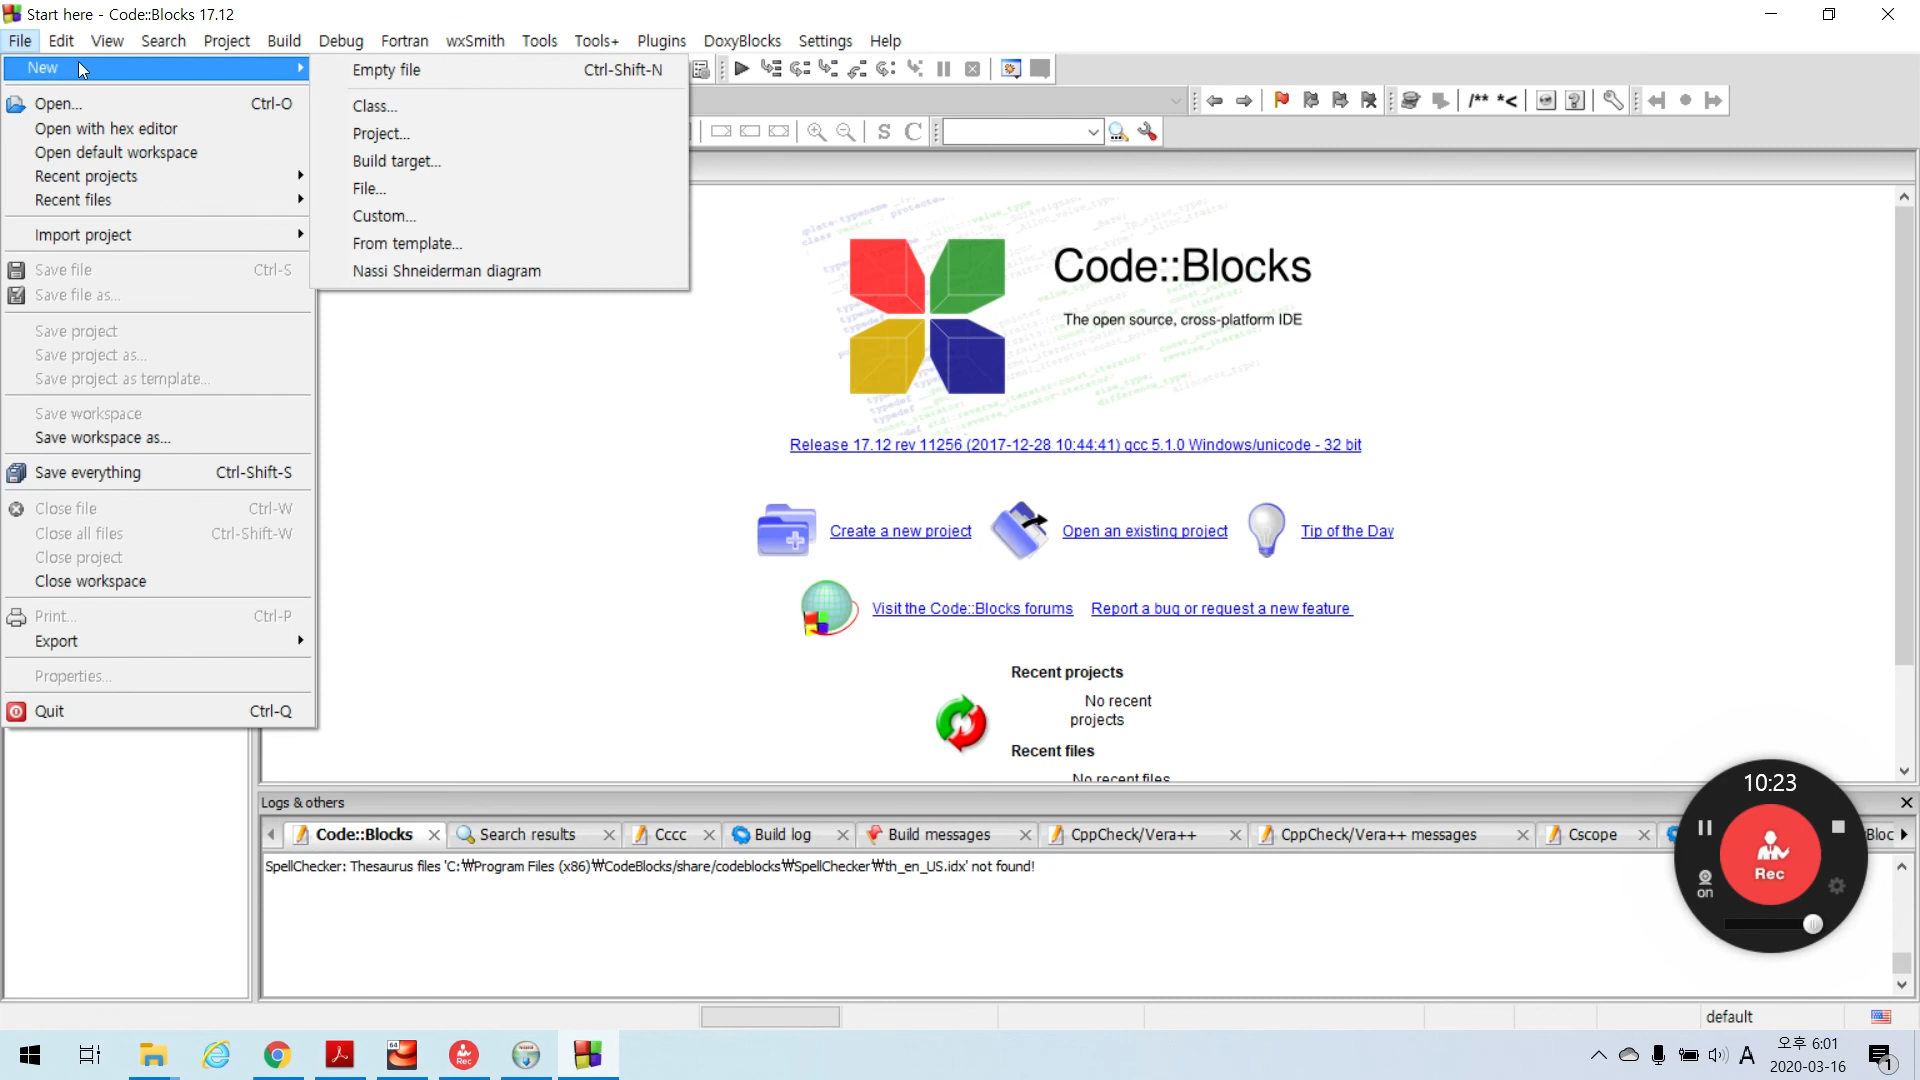 Start here - Code::Blocks 17.12
File Edit View Search Project Build Debug Fortran wxSmith Tools Tools+ Plugins DoxyBlocks Settings Help
New
Open... Ctrl-O
Open with hex editor
Open default workspace
Recent projects
Recent files
Import project
Save file Ctrl-S
Save file as...
Save project
Save project as...
Save project as template...
Save workspace
Save workspace as...
Save everything Ctrl-Shift-S
Close file Ctrl-W
Close all files Ctrl-Shift-W
Close project
Close workspace
Print... Ctrl-P
Export
Properties...
Quit Ctrl-Q
Empty file Ctrl-Shift-N
Class...
Project...
Build target...
File...
Custom...
From template...
Nassi Shneiderman diagram
/** *<
S C
Code::Blocks
The open source, cross-platform IDE
Release 17.12 rev 11256 (2017-12-28 10:44:41) gcc 5.1.0 Windows/unicode - 32 bit
Create a new project Open an existing project Tip of the Day
Visit the Code::Blocks forums Report a bug or request a new feature
Recent projects
No recent
projects
Recent files
No recent files
Logs & others
Code::Blocks Search results Cccc Build log Build messages CppCheck/Vera++ CppCheck/Vera++ messages Cscope Bloc
SpellChecker: Thesaurus files 'C:₩Program Files (x86)₩CodeBlocks/share/codeblocks₩SpellChecker₩th_en_US.idx' not found!
10:23
Rec
on
default
64
Rec
A
오후 6:01
2020-03-16
1